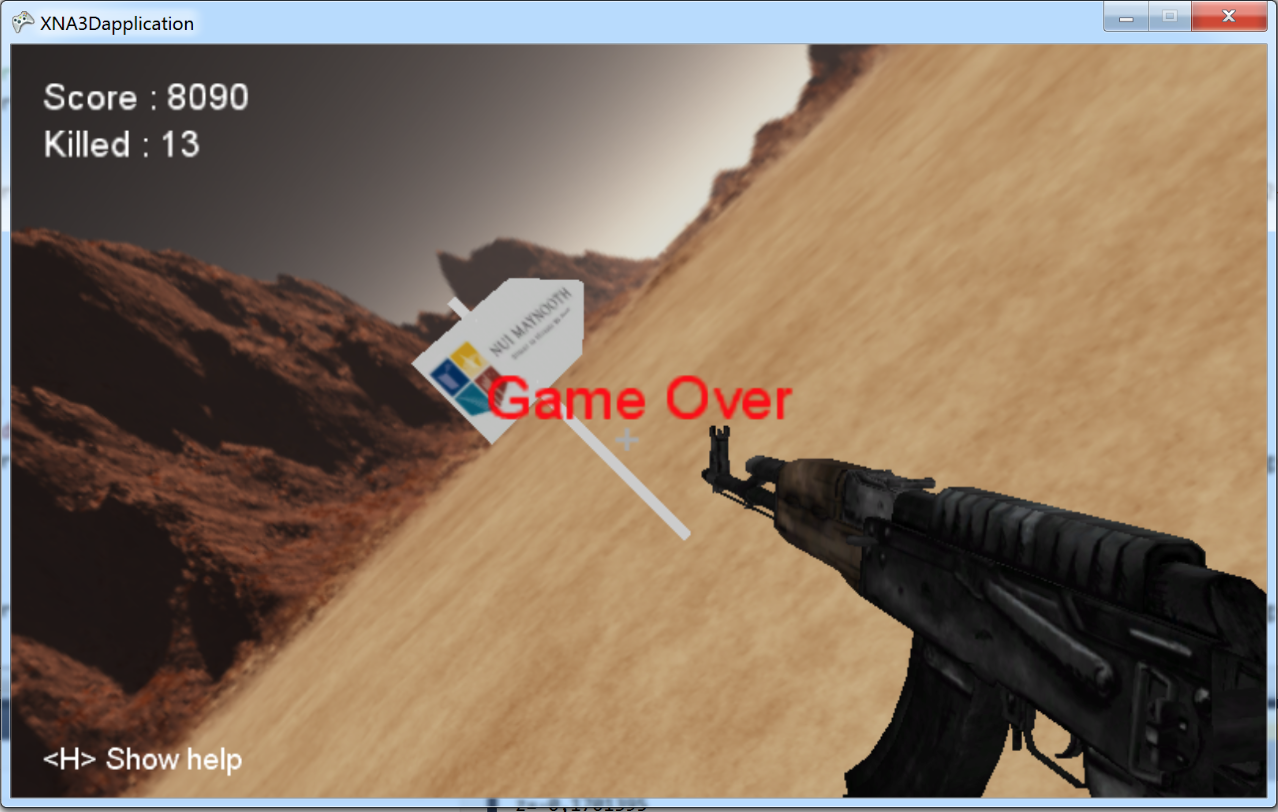 XNA3Dapplication
Score : 8090
Killed : 13
NUI MAYNOOTH
Game Over
<H> Show help